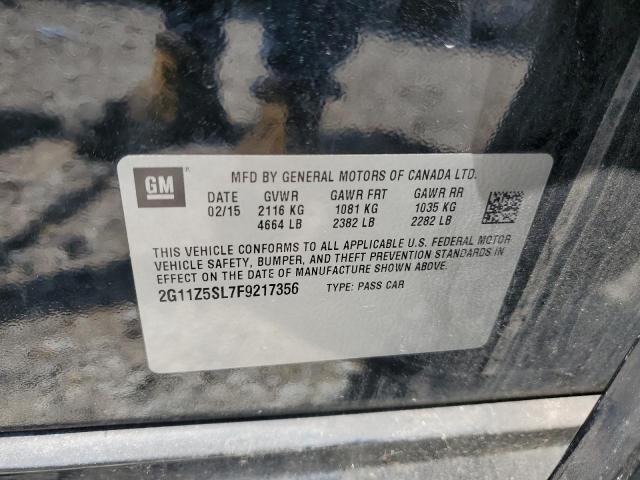 GM
MFD BY GENERAL MOTORS OF CANADA LTD.
DATE GVWR GAWR FRT GAWR RR
02/15 2116 KG 1081 KG 1035 KG
4664 LB 2382 LB 2282 LB
THIS VEHICLE CONFORMS TO ALL APPLICABLE U.S. FEDERAL MOTOR
VEHICLE SAFETY, BUMPER, AND THEFT PREVENTION STANDARDS IN
EFFECT ON THE DATE OF MANUFACTURE SHOWN ABOVE.
2G11Z5SL7F9217356 TYPE: PASS CAR